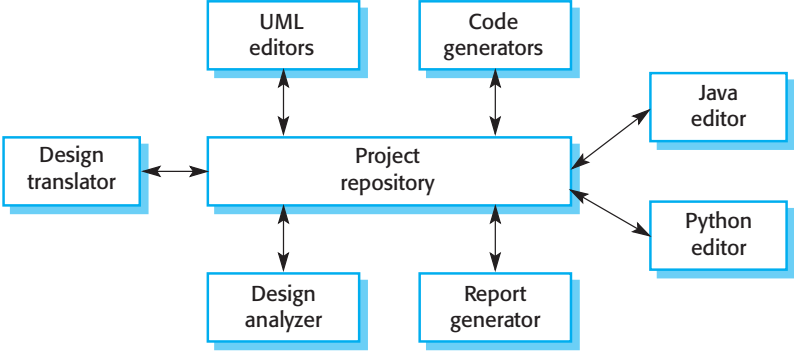 UML
editors
Code
generators
Java
editor
Design
translator
Project
repository
Python
editor
Design
analyzer
Report
generator